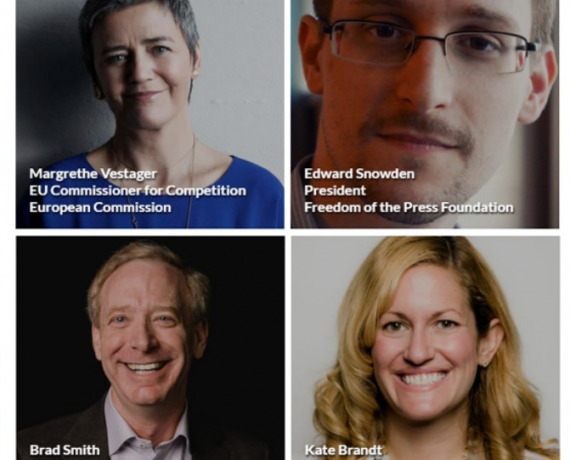 Margrethe Vestager
EU Commissioner for Competition
European Commission
Edward Snowden
President
Freedom of the Press Foundation
Brad Smith
Kate Brandt